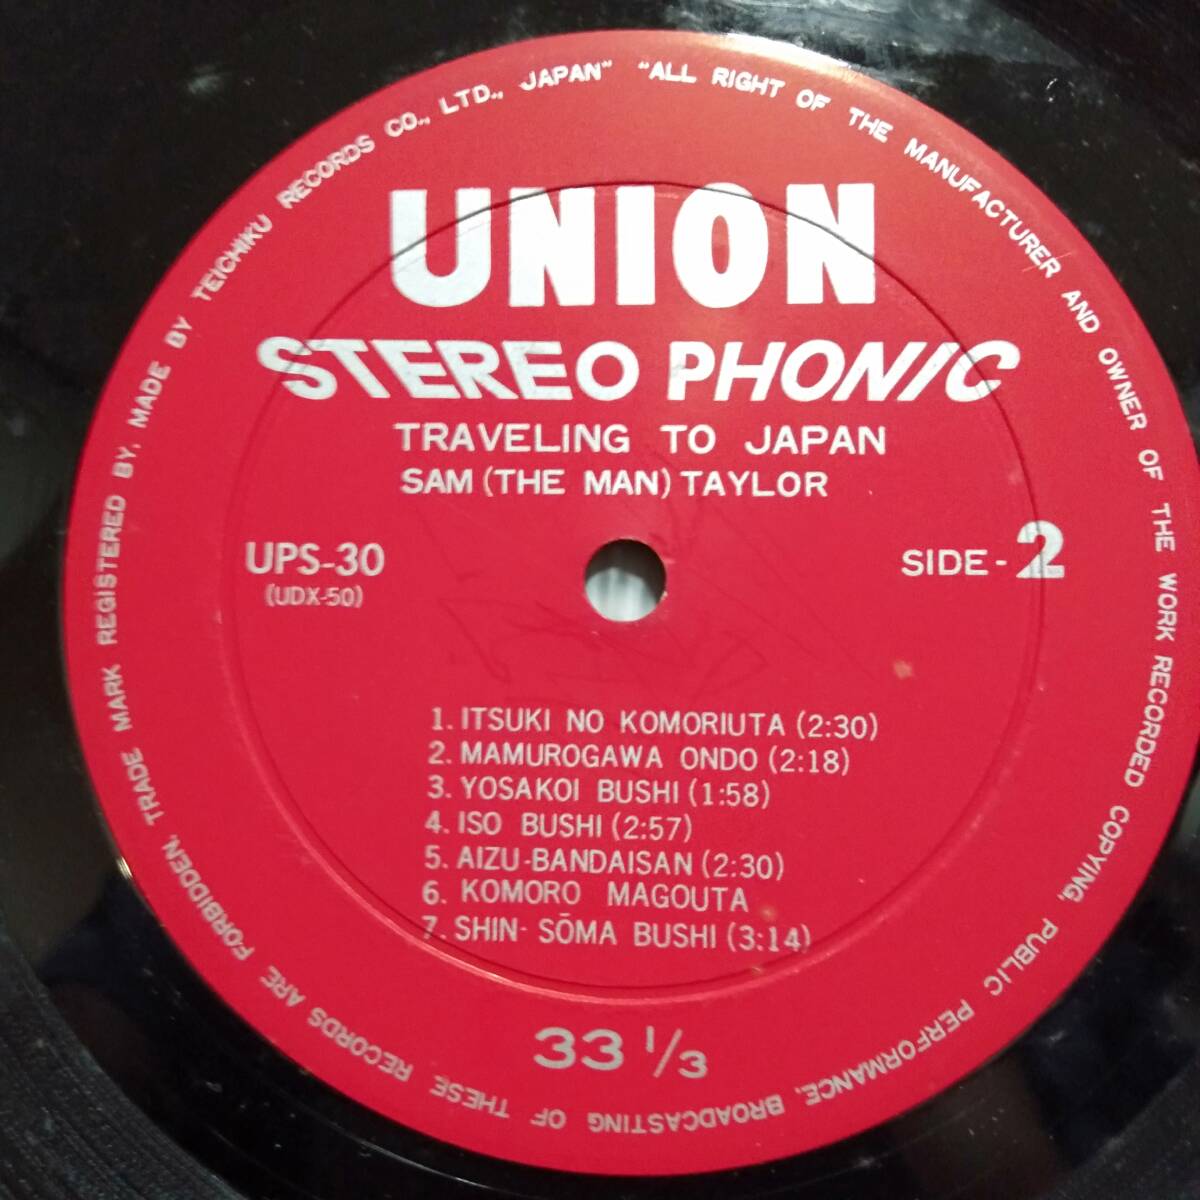 UNION
STEREO PHONIC
TRAVELING TO JAPAN
SAM (THE MAN) TAYLOR
UPS-30
(UDX-50)
SIDE - 2
1. ITSUKI NO KOMORIUTA (2:30)
2. MAMUROGAWA ONDO (2:18)
3. YOSAKOI BUSHI (1:58)
4. ISO BUSHI (2:57)
5. AIZU-BANDAISAN (2:30)
6. KOMORO MAGOUTA
7. SHIN- SŌMA BUSHI (3:14)
33 1/3
"ALL RIGHT OF THE MANUFACTURER AND OWNER OF THE WORK RECORDED COPYING, PUBLIC PERFORMANCE, BROADCASTING OF THESE RECORDS ARE FORBIDDEN, TRADE MARK REGISTERED BY, MADE BY TEICHIKU RECORDS CO., LTD., JAPAN"